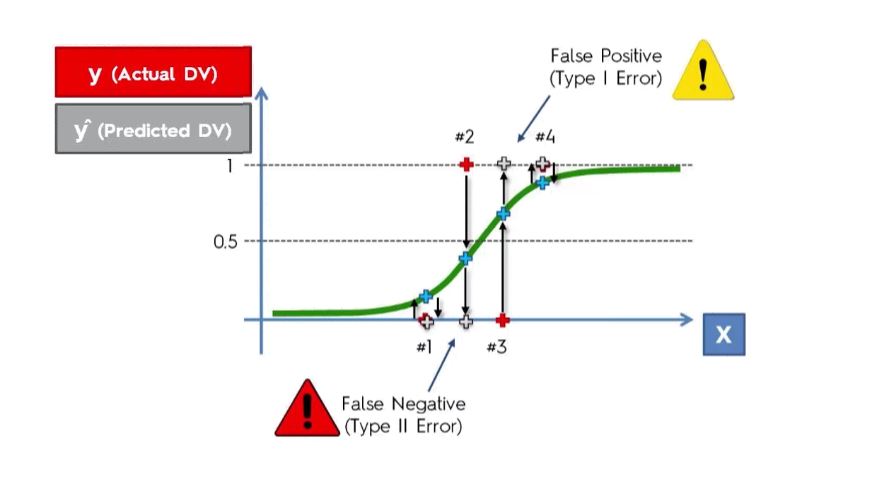 y (Actual DV)
ŷ (Predicted DV)
False Positive
(Type I Error)
#2
#4
1
0.5
#1
#3
X
False Negative
(Type II Error)